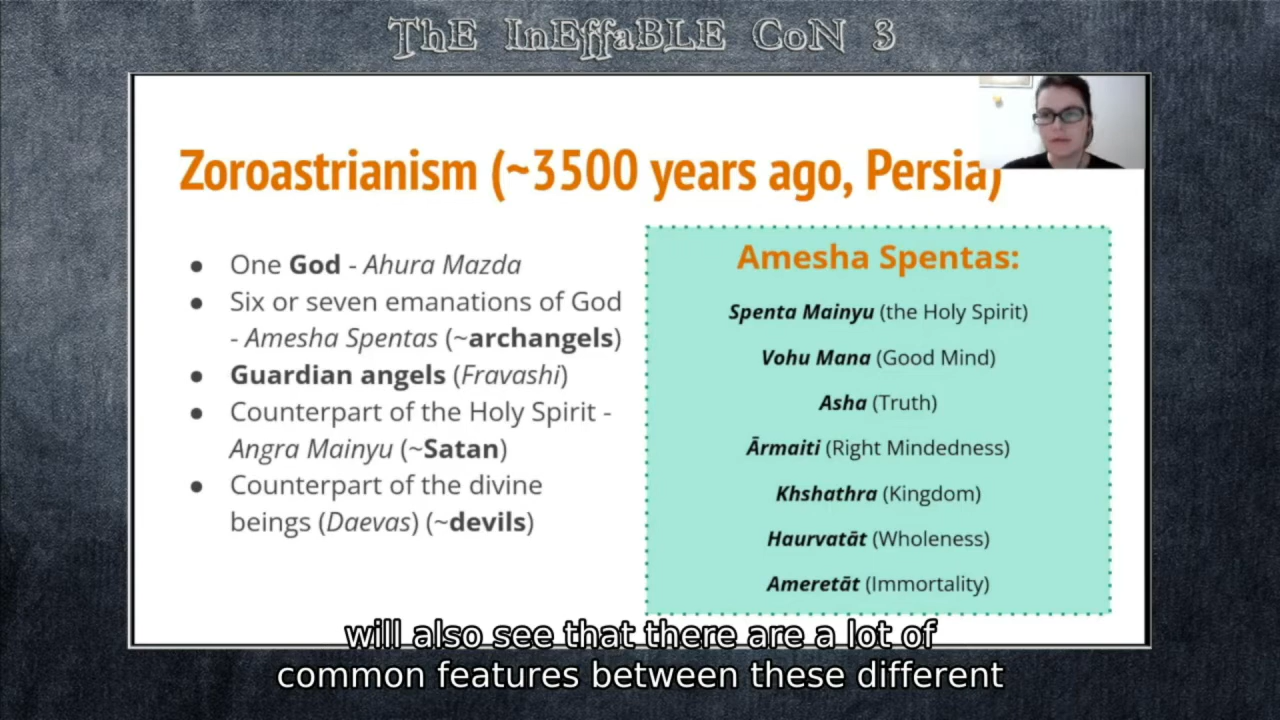 ThE InEffaBLE CoN 3
Zoroastrianism (~3500 years ago, Persia)
● One God - Ahura Mazda
● Six or seven emanations of God
- Amesha Spentas (~archangels)
● Guardian angels (Fravashi)
● Counterpart of the Holy Spirit -
Angra Mainyu (~Satan)
● Counterpart of the divine
beings (Daevas) (~devils)
Amesha Spentas:
Spenta Mainyu (the Holy Spirit)
Vohu Mana (Good Mind)
Asha (Truth)
Ārmaiti (Right Mindedness)
Khshathra (Kingdom)
Haurvatāt (Wholeness)
Ameretāt (Immortality)
will also see that there are a lot of
common features between these different